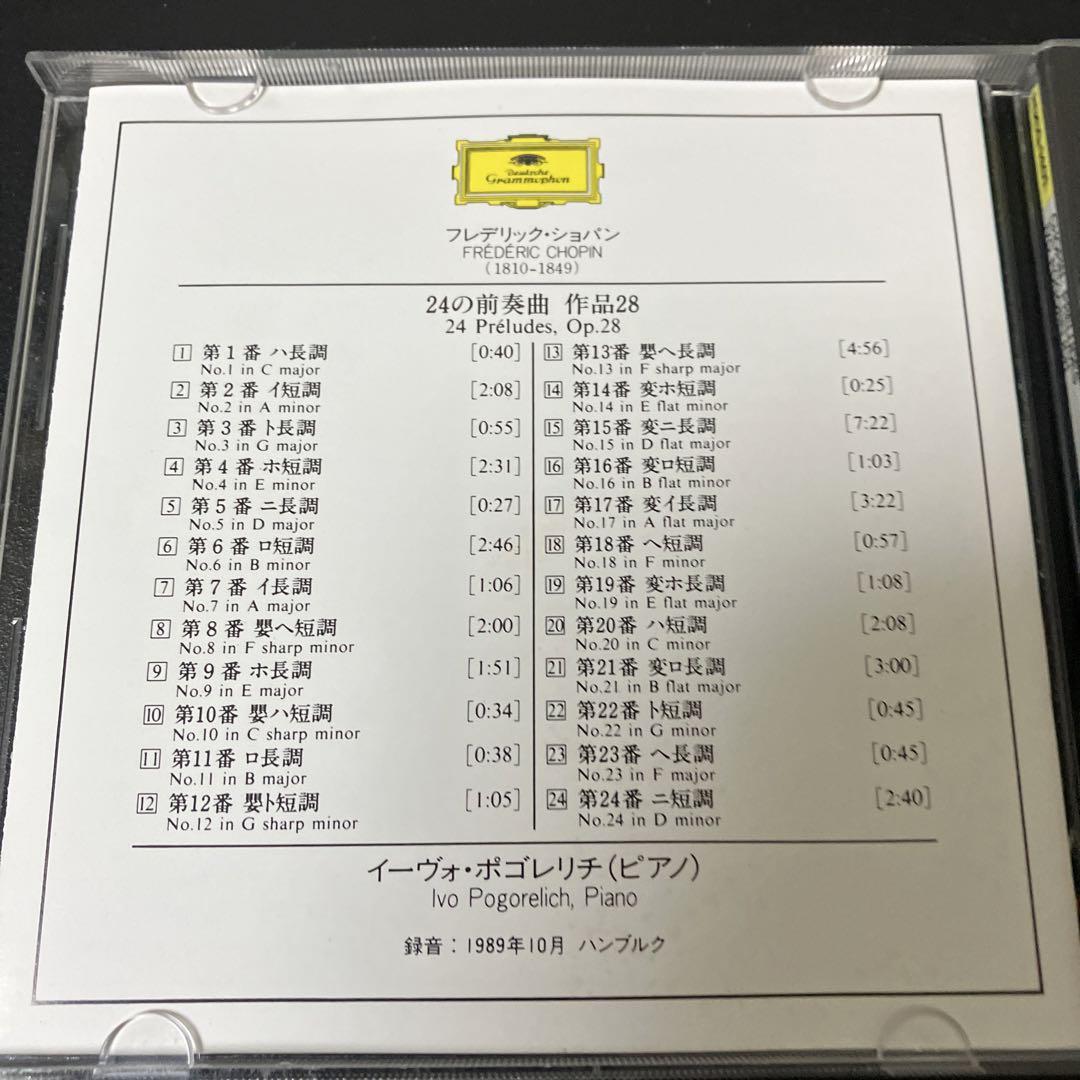 Deutsche
Grammophon
フレデリック・ショパン
FRÉDÉRIC CHOPIN
(1810-1849)
24の前奏曲 作品28
24 Préludes, Op.28
1 第1番 ハ長調 [0:40]
No.1 in C major
2 第2番 イ短調 [2:08]
No.2 in A minor
3 第3番 ト長調 [0:55]
No.3 in G major
4 第4番 ホ短調 [2:31]
No.4 in E minor
5 第5番 ニ長調 [0:27]
No.5 in D major
6 第6番 ロ短調 [2:46]
No.6 in B minor
7 第7番 イ長調 [1:06]
No.7 in A major
8 第8番 嬰ヘ短調 [2:00]
No.8 in F sharp minor
9 第9番 ホ長調 [1:51]
No.9 in E major
10 第10番 嬰ハ短調 [0:34]
No.10 in C sharp minor
11 第11番 ロ長調 [0:38]
No.11 in B major
12 第12番 嬰ト短調 [1:05]
No.12 in G sharp minor
13 第13番 嬰ヘ長調 [4:56]
No.13 in F sharp major
14 第14番 変ホ短調 [0:25]
No.14 in E flat minor
15 第15番 変ニ長調 [7:22]
No.15 in D flat major
16 第16番 変ロ短調 [1:03]
No.16 in B flat minor
17 第17番 変イ長調 [3:22]
No.17 in A flat major
18 第18番 ヘ短調 [0:57]
No.18 in F minor
19 第19番 変ホ長調 [1:08]
No.19 in E flat major
20 第20番 ハ短調 [2:08]
No.20 in C minor
21 第21番 変ロ長調 [3:00]
No.21 in B flat major
22 第22番 ト短調 [0:45]
No.22 in G minor
23 第23番 ヘ長調 [0:45]
No.23 in F major
24 第24番 ニ短調 [2:40]
No.24 in D minor
イーヴォ・ポゴレリチ(ピアノ)
Ivo Pogorelich, Piano
録音：1989年10月 ハンブルク